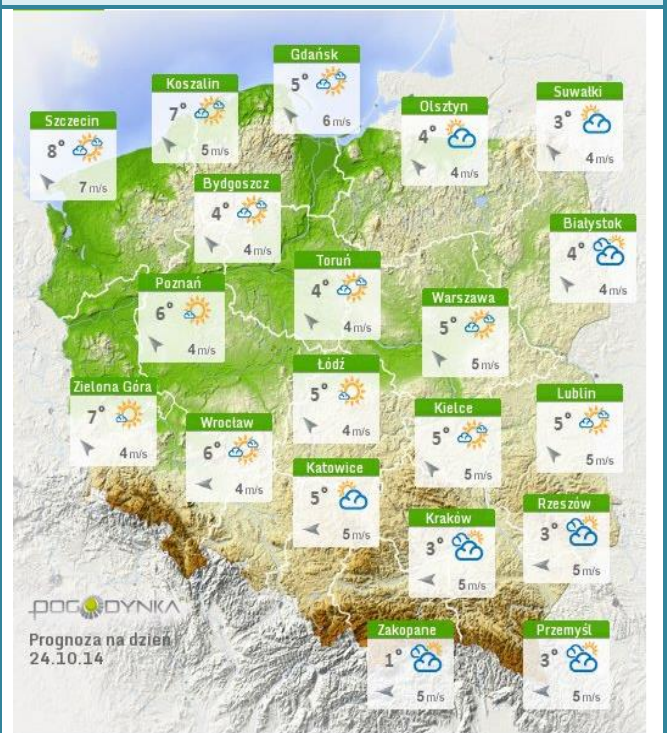 Gdańsk
5°
6 m/s
Koszalin
7°
5 m/s
Suwałki
3°
4 m/s
Olsztyn
4°
4 m/s
Szczecin
8°
7 m/s
Bydgoszcz
4°
4 m/s
Białystok
4°
4 m/s
Toruń
4°
4 m/s
Poznań
6°
4 m/s
Warszawa
5°
5 m/s
Łódź
5°
4 m/s
Zielona Góra
7°
4 m/s
Lublin
5°
5 m/s
Kielce
5°
5 m/s
Wrocław
6°
4 m/s
Katowice
5°
5 m/s
Rzeszów
3°
5 m/s
Kraków
3°
5 m/s
POGODYNKA
Prognoza na dzień
24.10.14
Zakopane
1°
5 m/s
Przemyśl
3°
5 m/s